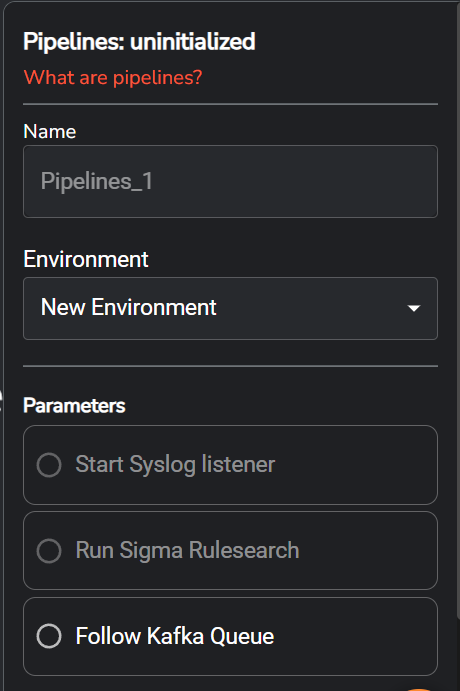 Pipelines: uninitialized
What are pipelines?
Name
Pipelines_1
Environment
New Environment
Parameters
Start Syslog listener
Run Sigma Rulesearch
Follow Kafka Queue